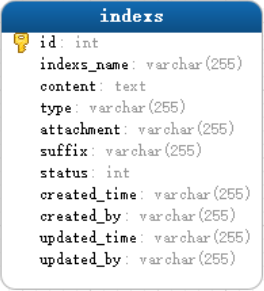 indexs
id: int
indexs_name: varchar(255)
content: text
type: varchar(255)
attachment: varchar(255)
suffix: varchar(255)
status: int
created_time: varchar(255)
created_by: varchar(255)
updated_time: varchar(255)
updated_by: varchar(255)